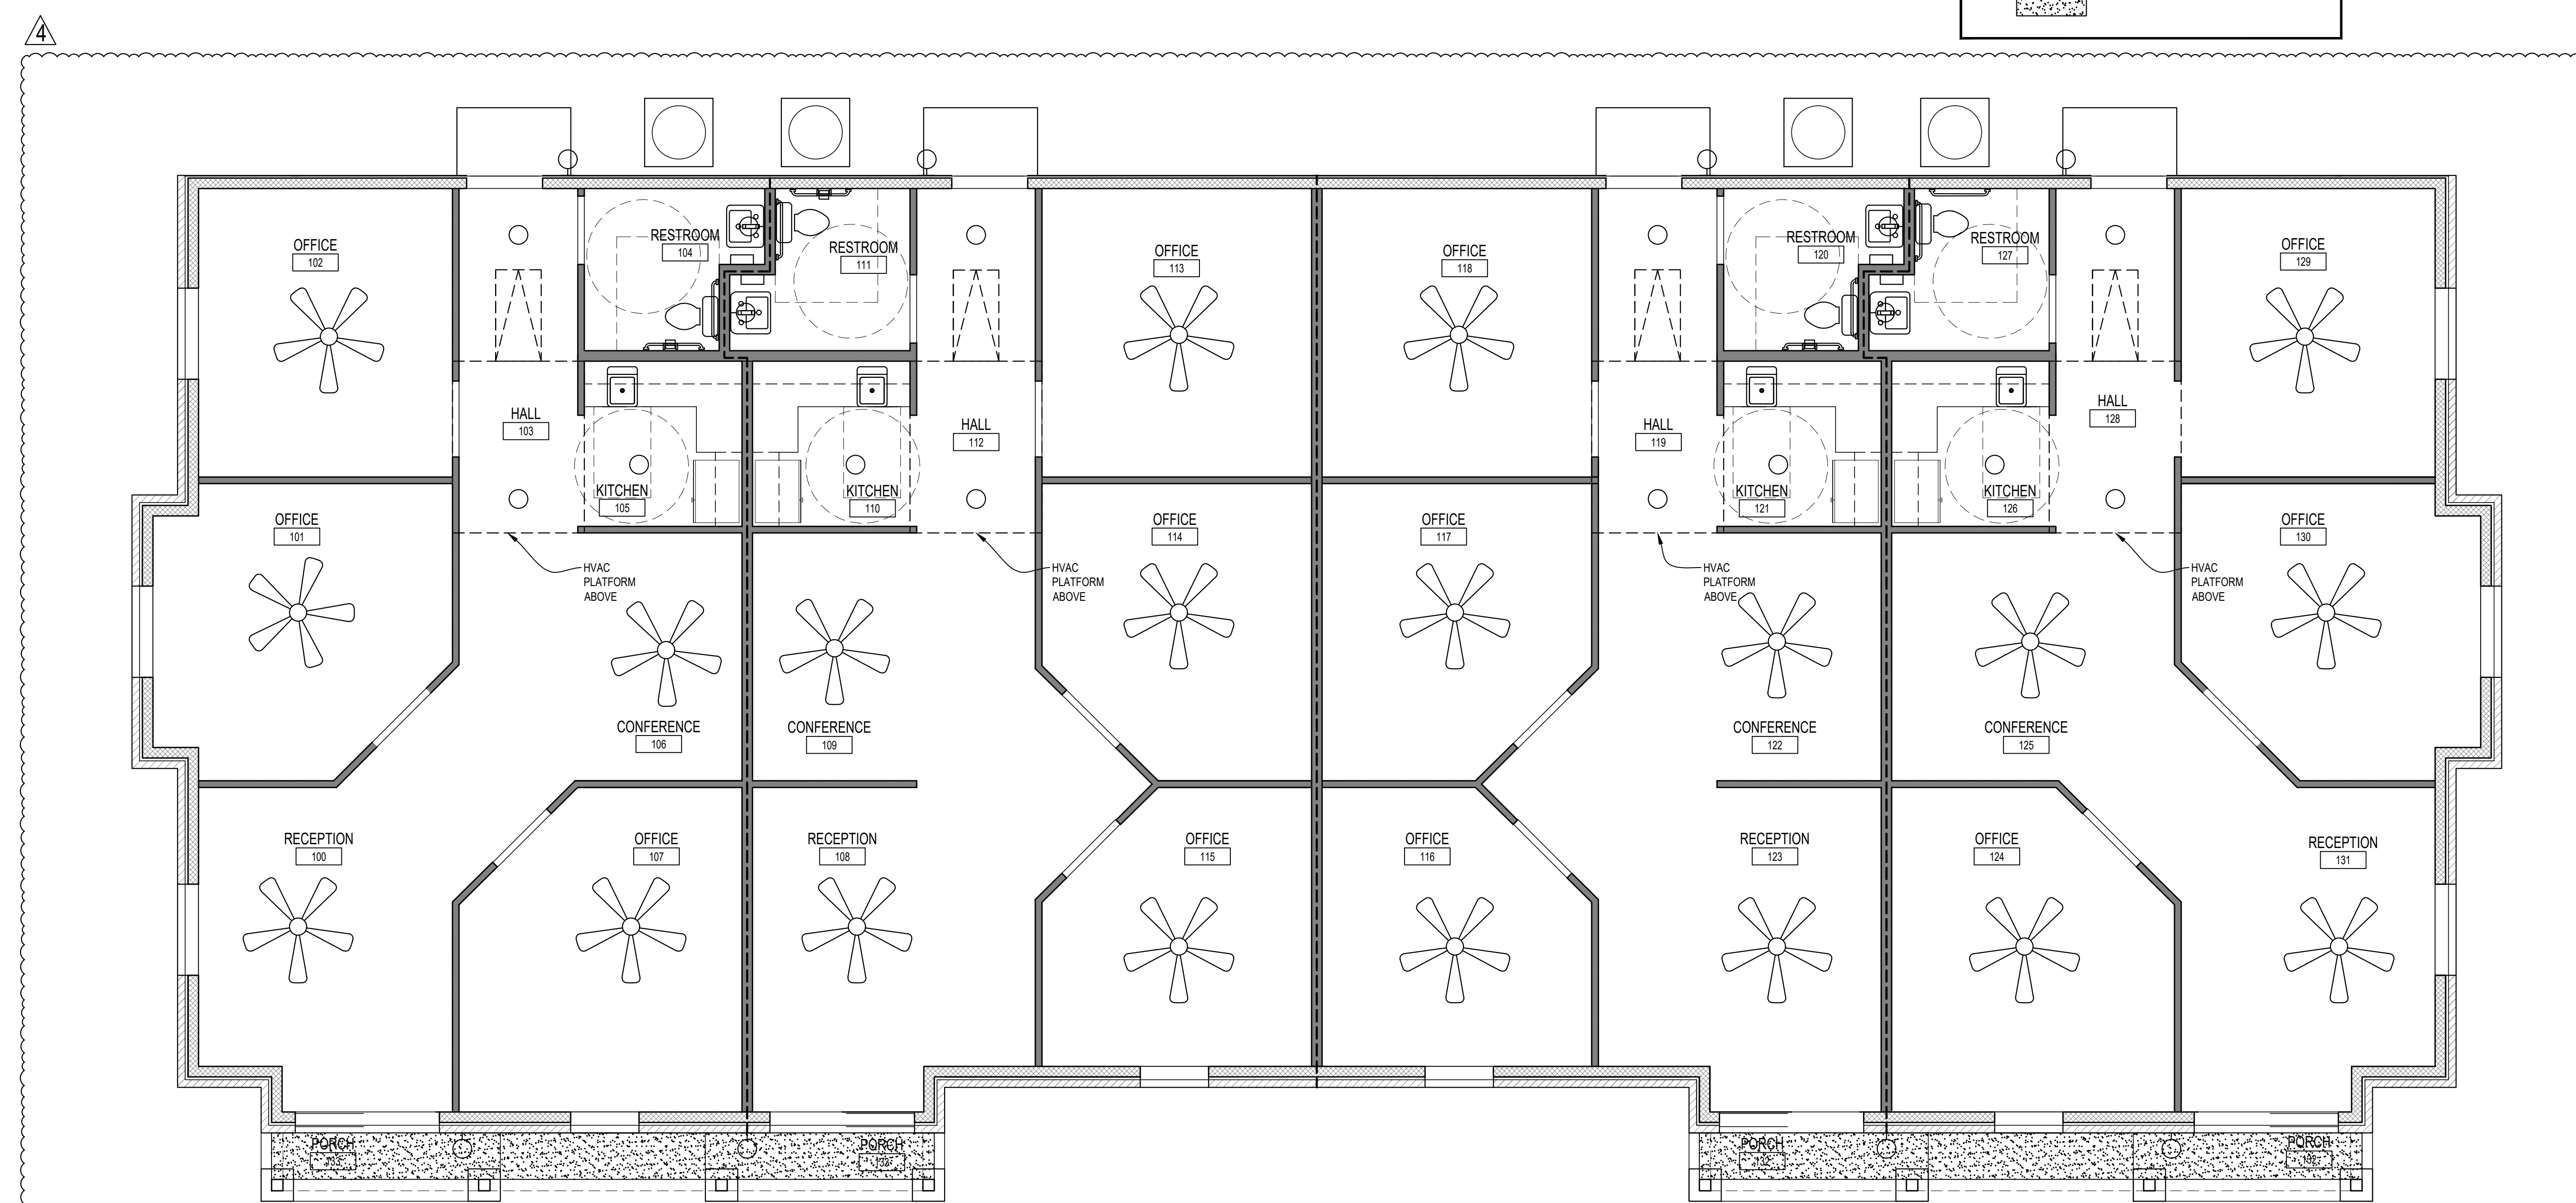 4
OFFICE
102
RESTROOM
104
RESTROOM
111
OFFICE
113
OFFICE
118
RESTROOM
120
RESTROOM
127
OFFICE
129
HALL
103
HALL
112
HALL
119
HALL
128
KITCHEN
105
KITCHEN
110
KITCHEN
121
KITCHEN
126
OFFICE
101
OFFICE
114
OFFICE
117
OFFICE
130
HVAC
PLATFORM
ABOVE
HVAC
PLATFORM
ABOVE
HVAC
PLATFORM
ABOVE
HVAC
PLATFORM
ABOVE
CONFERENCE
106
CONFERENCE
109
CONFERENCE
122
CONFERENCE
125
RECEPTION
100
OFFICE
107
RECEPTION
108
OFFICE
115
OFFICE
116
RECEPTION
123
OFFICE
124
RECEPTION
131
PORCH
PORCH
PORCH
132
PORCH
132